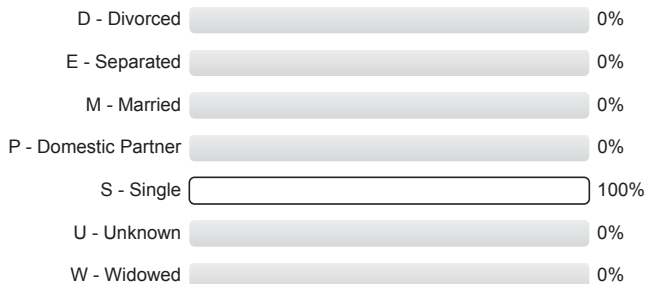 D - Divorced 0%
E - Separated 0%
M - Married 0%
P - Domestic Partner 0%
S - Single 100%
U - Unknown 0%
W - Widowed 0%